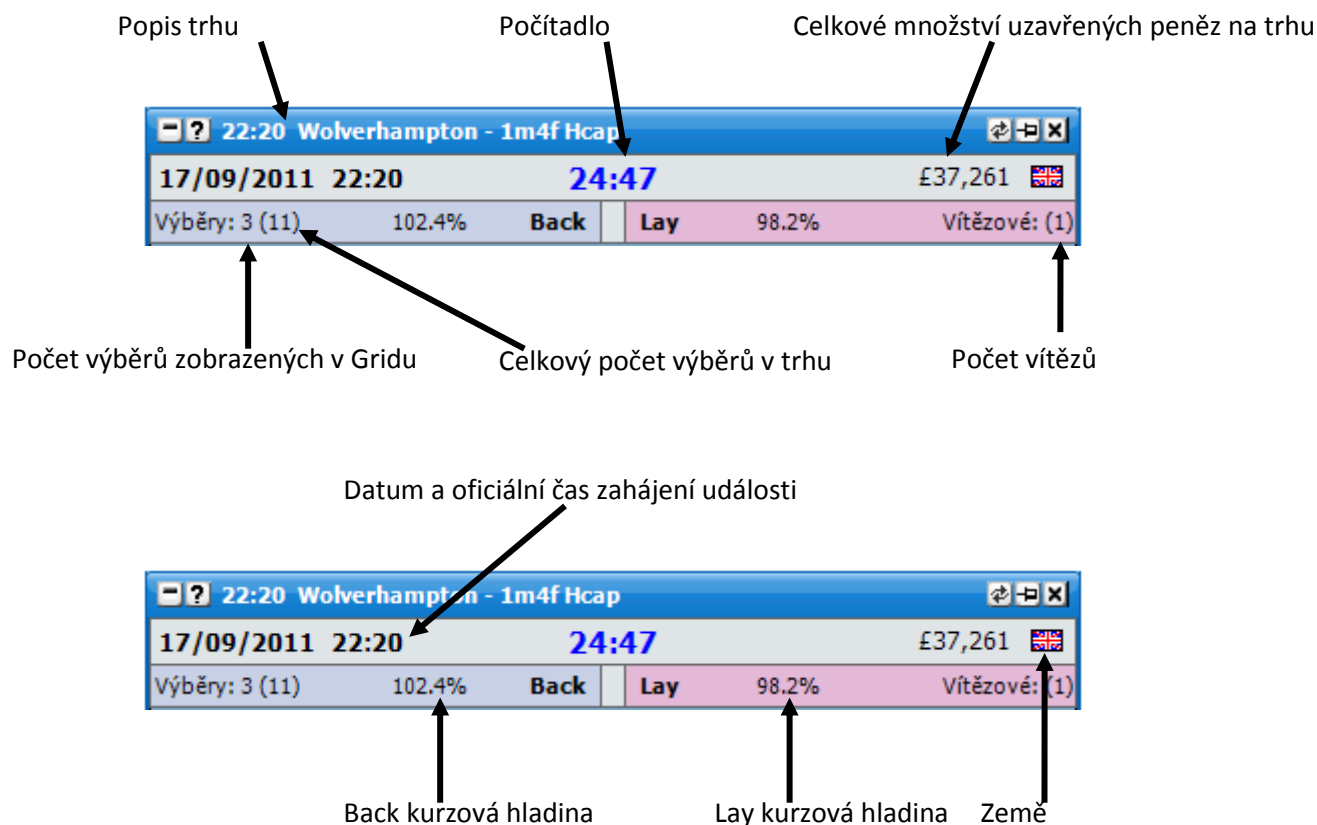 Popis trhu Počítadlo Celkové množství uzavřených peněz na trhu
- ? 22:20 Wolverhampton - 1m4f Hcap
17/09/2011 22:20 24:47 £37,261
Výběry: 3 (11) 102.4% Back Lay 98.2% Vítězové: (1)
Počet výběrů zobrazených v Gridu Celkový počet výběrů v trhu Počet vítězů
Datum a oficiální čas zahájení události
- ? 22:20 Wolverhampton - 1m4f Hcap
17/09/2011 22:20 24:47 £37,261
Výběry: 3 (11) 102.4% Back Lay 98.2% Vítězové: (1)
Back kurzová hladina Lay kurzová hladina Země